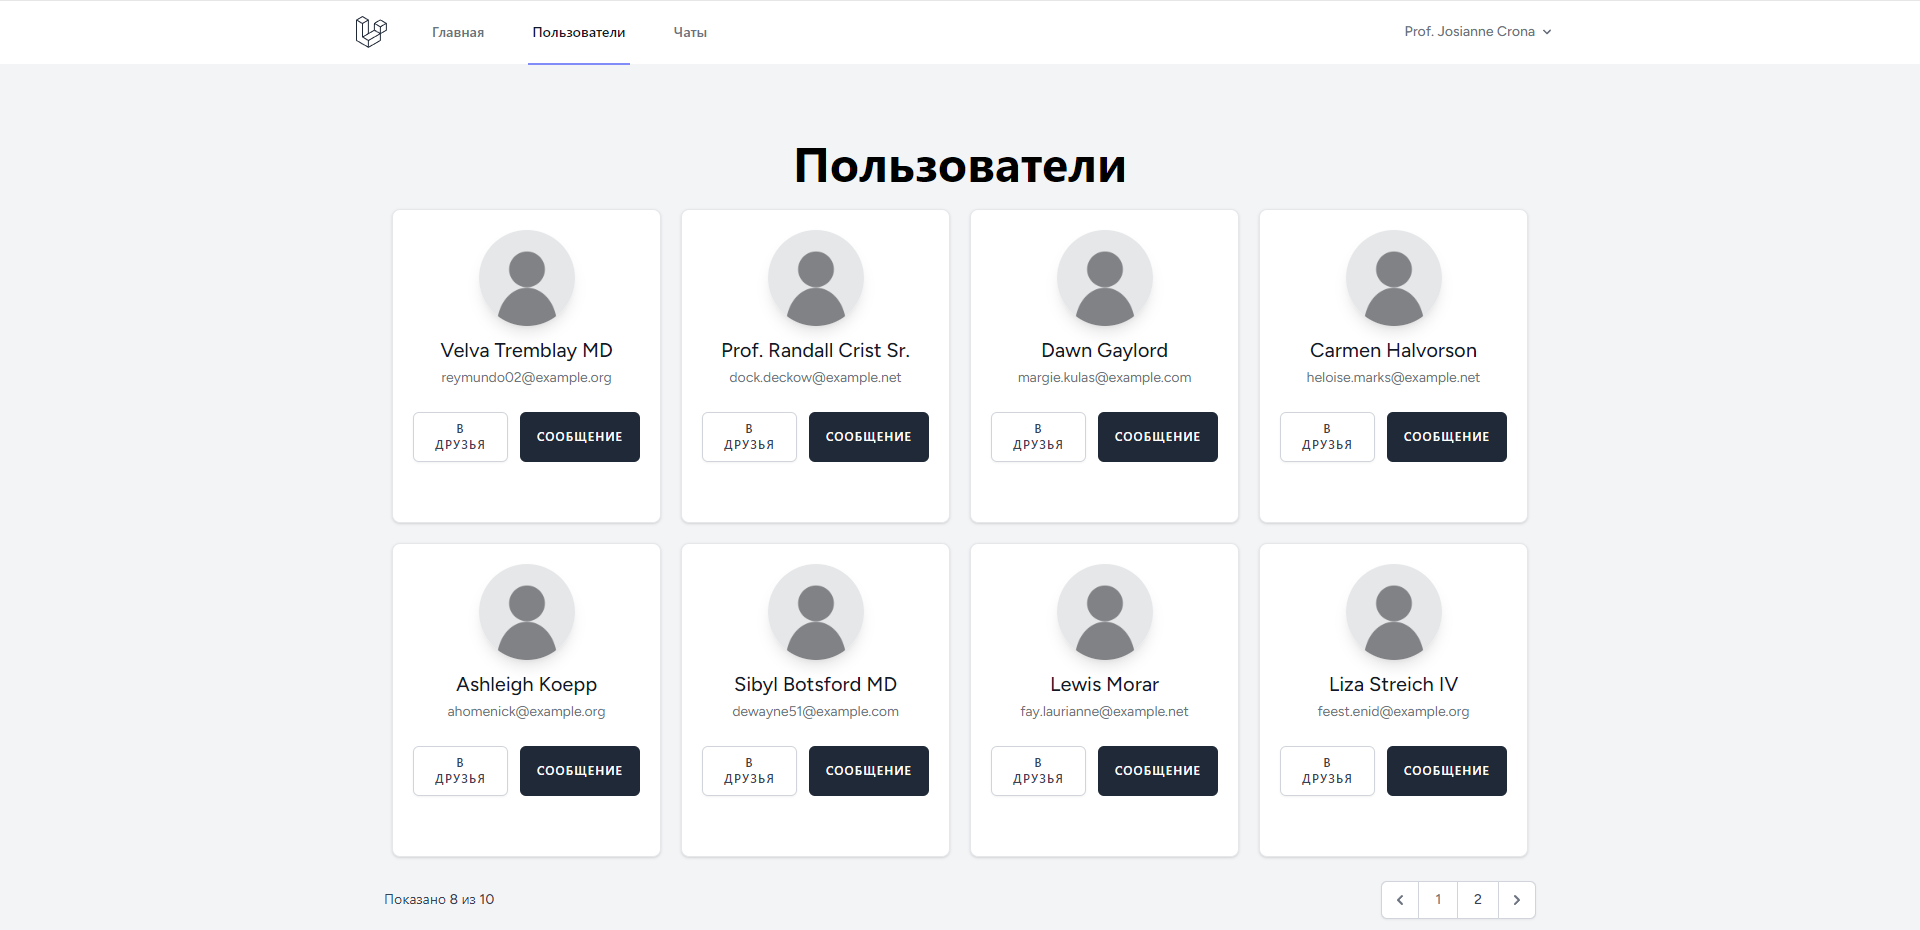 Главная
Пользователи
Чаты
Prof. Josianne Crona
Пользователи
Velva Tremblay MD
reymundo02@example.org
В
ДРУЗЬЯ
СООБЩЕНИЕ
Prof. Randall Crist Sr.
dock.deckow@example.net
В
ДРУЗЬЯ
СООБЩЕНИЕ
Dawn Gaylord
margie.kulas@example.com
В
ДРУЗЬЯ
СООБЩЕНИЕ
Carmen Halvorson
heloise.marks@example.net
В
ДРУЗЬЯ
СООБЩЕНИЕ
Ashleigh Koepp
ahomenick@example.org
В
ДРУЗЬЯ
СООБЩЕНИЕ
Sibyl Botsford MD
dewayne51@example.com
В
ДРУЗЬЯ
СООБЩЕНИЕ
Lewis Morar
fay.laurianne@example.net
В
ДРУЗЬЯ
СООБЩЕНИЕ
Liza Streich IV
feest.enid@example.org
В
ДРУЗЬЯ
СООБЩЕНИЕ
Показано 8 из 10
1
2